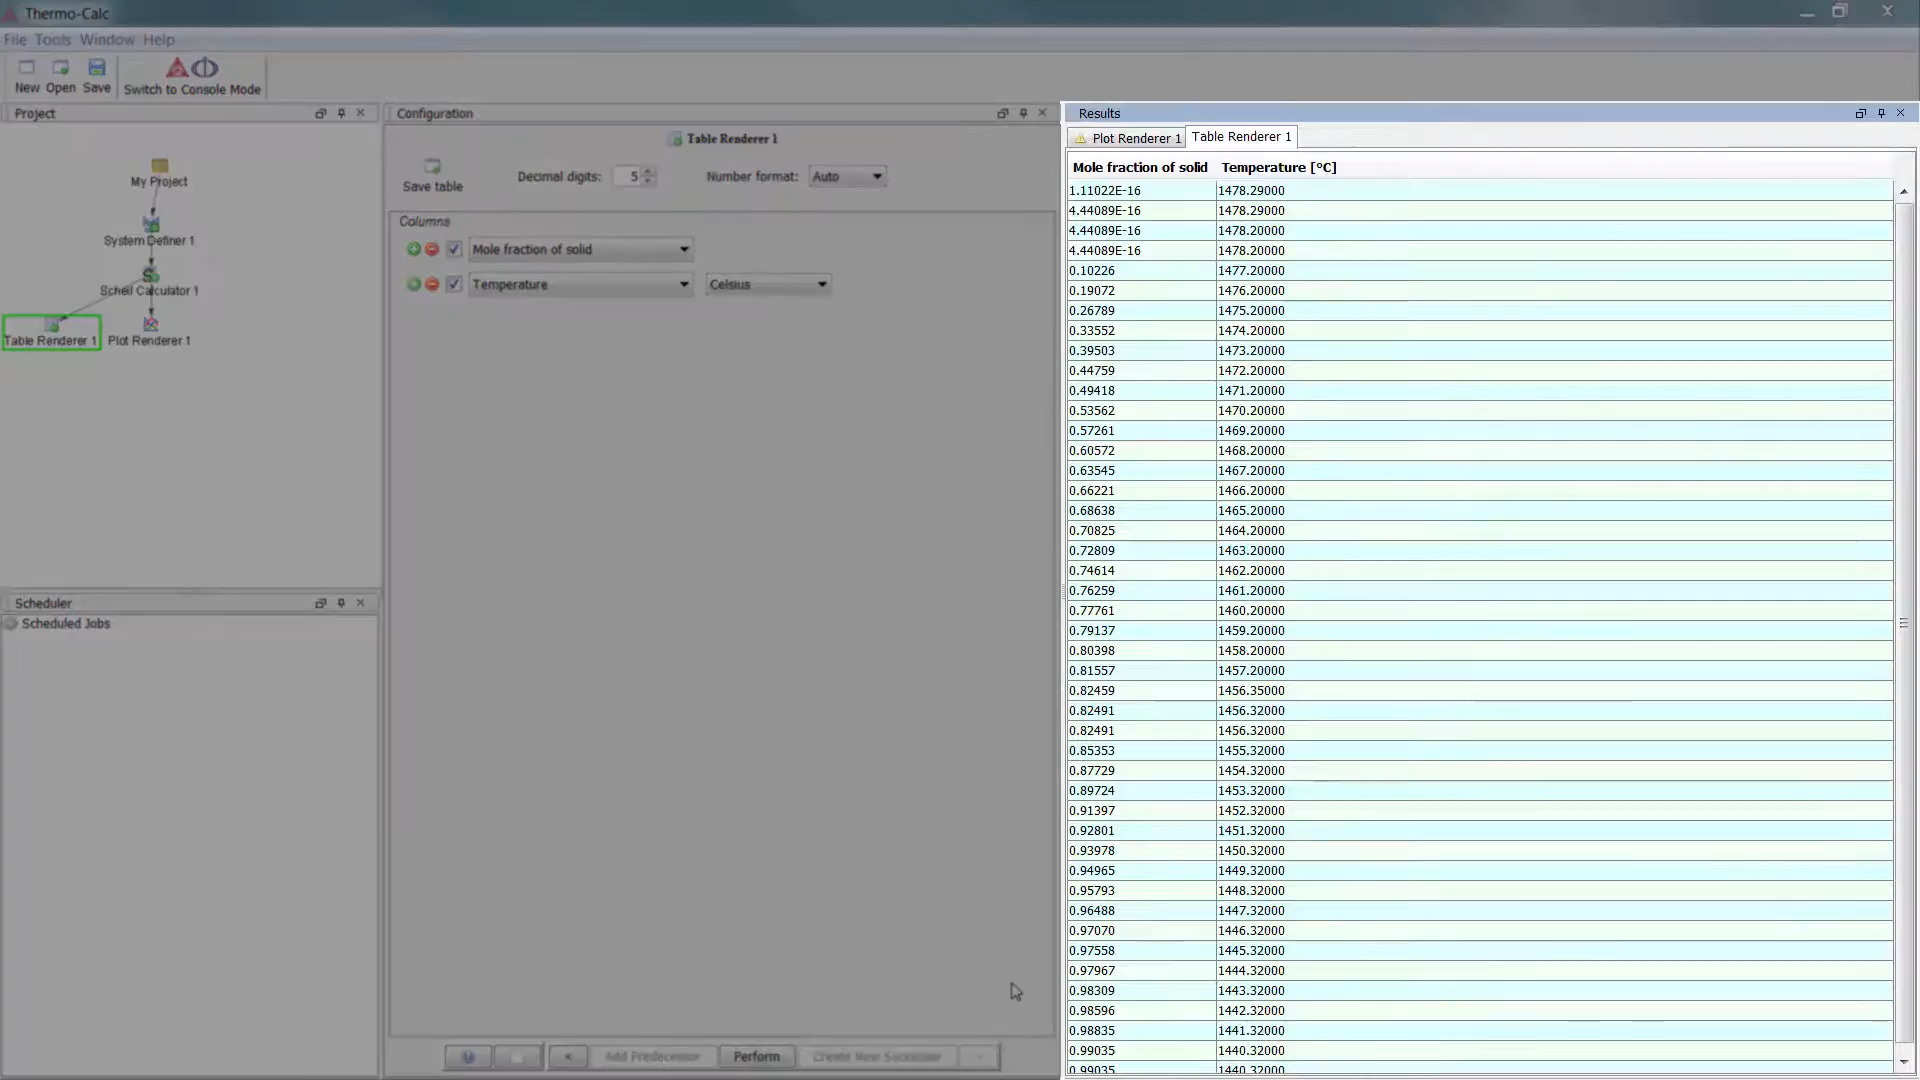 Thermo-Calc
File Tools Window Help
New Open Save Switch to Console Mode
Project
My Project
System Definer 1
Scheil Calculator 1
Table Renderer 1 Plot Renderer 1
Scheduler
Scheduled Jobs
Configuration
Table Renderer 1
Save table Decimal digits: 5 Number format: Auto
Columns
Mole fraction of solid
Temperature Celsius
< Add Predecessor Perform Create New Successor
Results
Plot Renderer 1 Table Renderer 1
Mole fraction of solid Temperature [°C]
1.11022E-16 1478.29000
4.44089E-16 1478.29000
4.44089E-16 1478.20000
4.44089E-16 1478.20000
0.10226 1477.20000
0.19072 1476.20000
0.26789 1475.20000
0.33552 1474.20000
0.39503 1473.20000
0.44759 1472.20000
0.49418 1471.20000
0.53562 1470.20000
0.57261 1469.20000
0.60572 1468.20000
0.63545 1467.20000
0.66221 1466.20000
0.68638 1465.20000
0.70825 1464.20000
0.72809 1463.20000
0.74614 1462.20000
0.76259 1461.20000
0.77761 1460.20000
0.79137 1459.20000
0.80398 1458.20000
0.81557 1457.20000
0.82459 1456.35000
0.82491 1456.32000
0.82491 1456.32000
0.85353 1455.32000
0.87729 1454.32000
0.89724 1453.32000
0.91397 1452.32000
0.92801 1451.32000
0.93978 1450.32000
0.94965 1449.32000
0.95793 1448.32000
0.96488 1447.32000
0.97070 1446.32000
0.97558 1445.32000
0.97967 1444.32000
0.98309 1443.32000
0.98596 1442.32000
0.98835 1441.32000
0.99035 1440.32000
0.99035 1440.32000